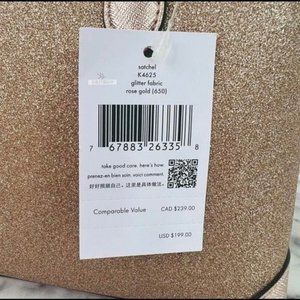 satchel
K4625
glitter fabric
rose gold (650)
7 67883 26335 8
take good care. here's how.
prenez-en bien soin. voici comment.
好好照顾自己。这里是具体做法。
Comparable Value CAD $239.00
USD $199.00